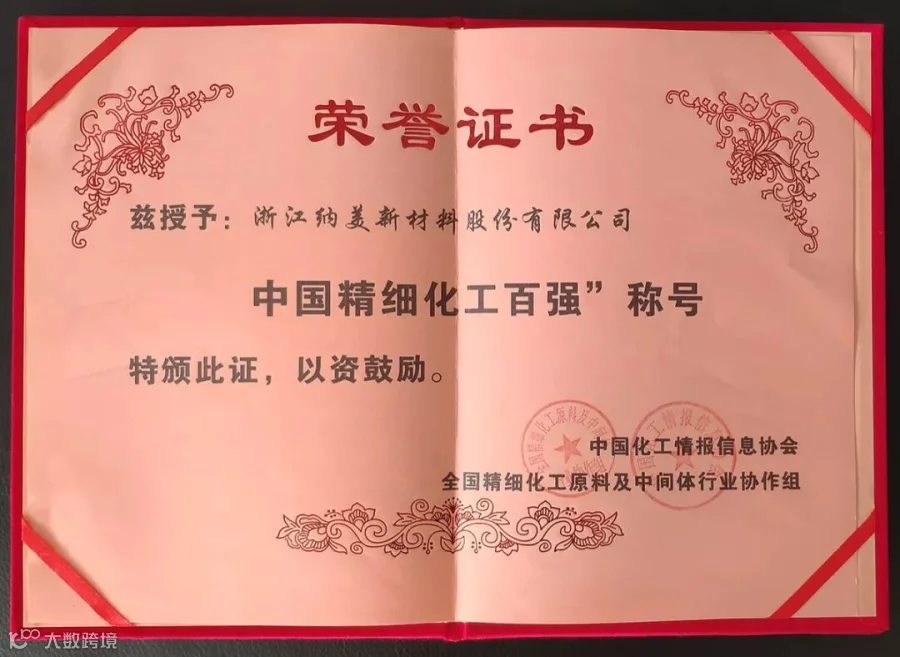 荣誉证书
兹授予：浙江纳美新材料股份有限公司
中国精细化工百强”称号
特颁此证，以资鼓励。
中国化工情报信息协会
全国精细化工原料及中间体行业协作组
大数跨境